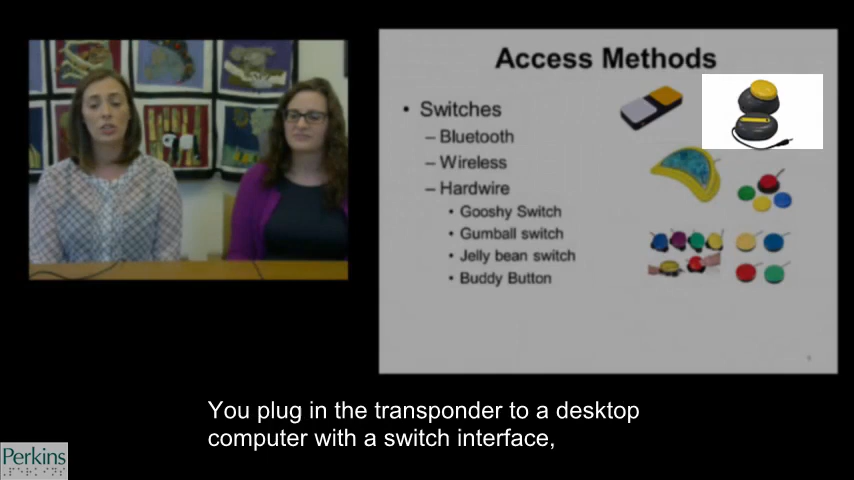 Access Methods
• Switches
– Bluetooth
– Wireless
– Hardwire
• Gooshy Switch
• Gumball switch
• Jelly bean switch
• Buddy Button
You plug in the transponder to a desktop
computer with a switch interface,
Perkins